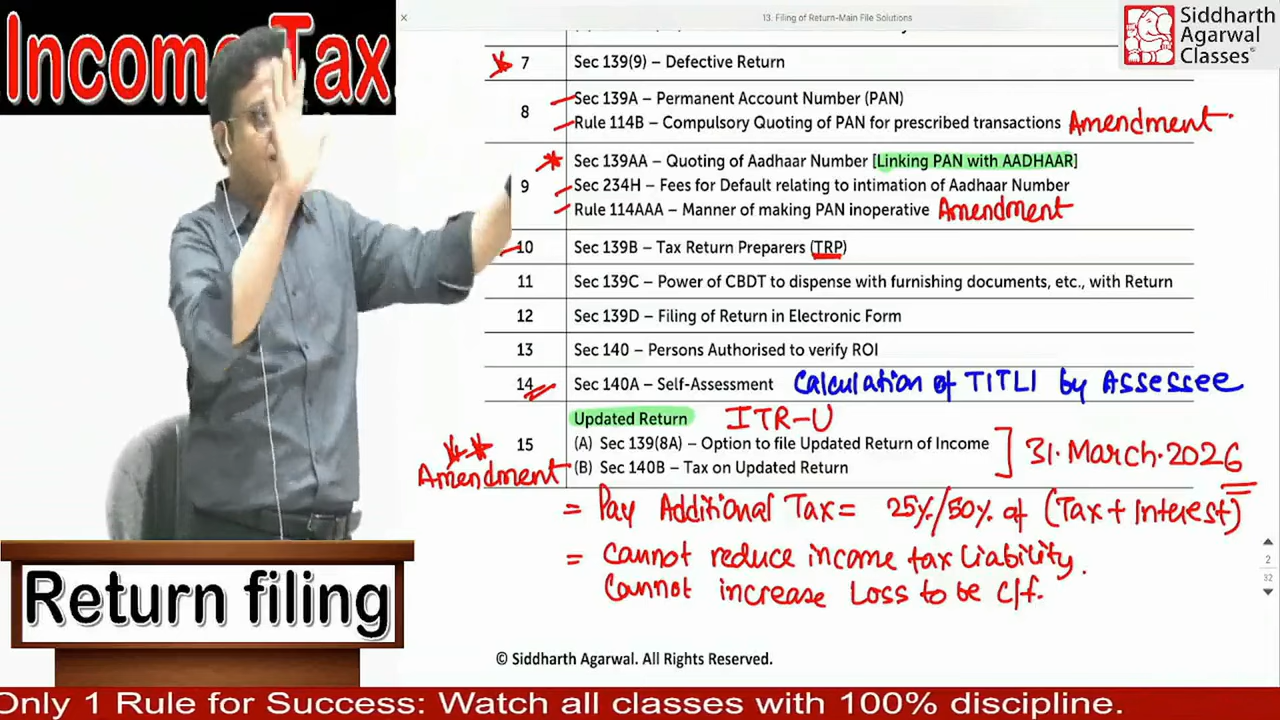 Income Tax
13. Filing of Return-Main File Solutions
Siddharth
Agarwal
Classes®
7 Sec 139(9) – Defective Return
8 Sec 139A – Permanent Account Number (PAN)
Rule 114B – Compulsory Quoting of PAN for prescribed transactions Amendment
9 Sec 139AA – Quoting of Aadhaar Number [Linking PAN with AADHAAR]
Sec 234H – Fees for Default relating to intimation of Aadhaar Number
Rule 114AAA – Manner of making PAN inoperative Amendment
10 Sec 139B – Tax Return Preparers (TRP)
11 Sec 139C – Power of CBDT to dispense with furnishing documents, etc., with Return
12 Sec 139D – Filing of Return in Electronic Form
13 Sec 140 – Persons Authorised to verify ROI
14 Sec 140A – Self-Assessment Calculation of TITLI by Assessee
Updated Return ITR-U
15 (A) Sec 139(8A) – Option to file Updated Return of Income
31.March.2026
Amendment (B) Sec 140B – Tax on Updated Return
= Pay Additional Tax = 25%/50% of (Tax + Interest)
= Cannot reduce income tax liability.
Cannot increase Loss to be c/f.
2
32
Return filing
© Siddharth Agarwal. All Rights Reserved.
Only 1 Rule for Success: Watch all classes with 100% discipline.